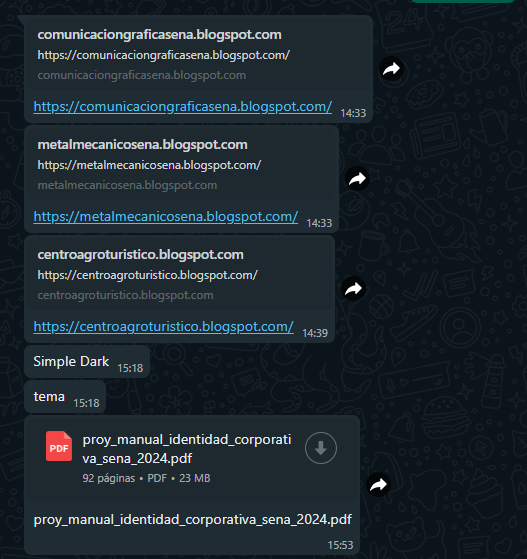 comunicaciongraficasena.blogspot.com
https://comunicaciongraficasena.blogspot.com/
comunicaciongraficasena.blogspot.com
https://comunicaciongraficasena.blogspot.com/ 14:33
metalmecanicosena.blogspot.com
https://metalmecanicosena.blogspot.com/
metalmecanicosena.blogspot.com
https://metalmecanicosena.blogspot.com/ 14:33
centroagroturistico.blogspot.com
https://centroagroturistico.blogspot.com/
centroagroturistico.blogspot.com
https://centroagroturistico.blogspot.com/ 14:39
Simple Dark 15:18
tema 15:18
PDF proy_manual_identidad_corporati
va_sena_2024.pdf
92 páginas • PDF • 23 MB
proy_manual_identidad_corporativa_sena_2024.pdf
15:53